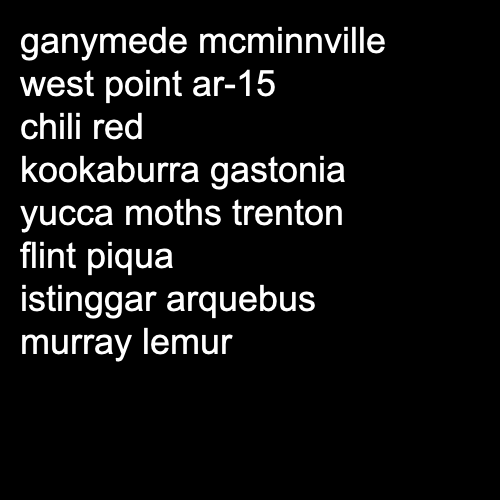 ganymede mcminnville
west point ar-15
chili red
kookaburra gastonia
yucca moths trenton
flint piqua
istinggar arquebus
murray lemur